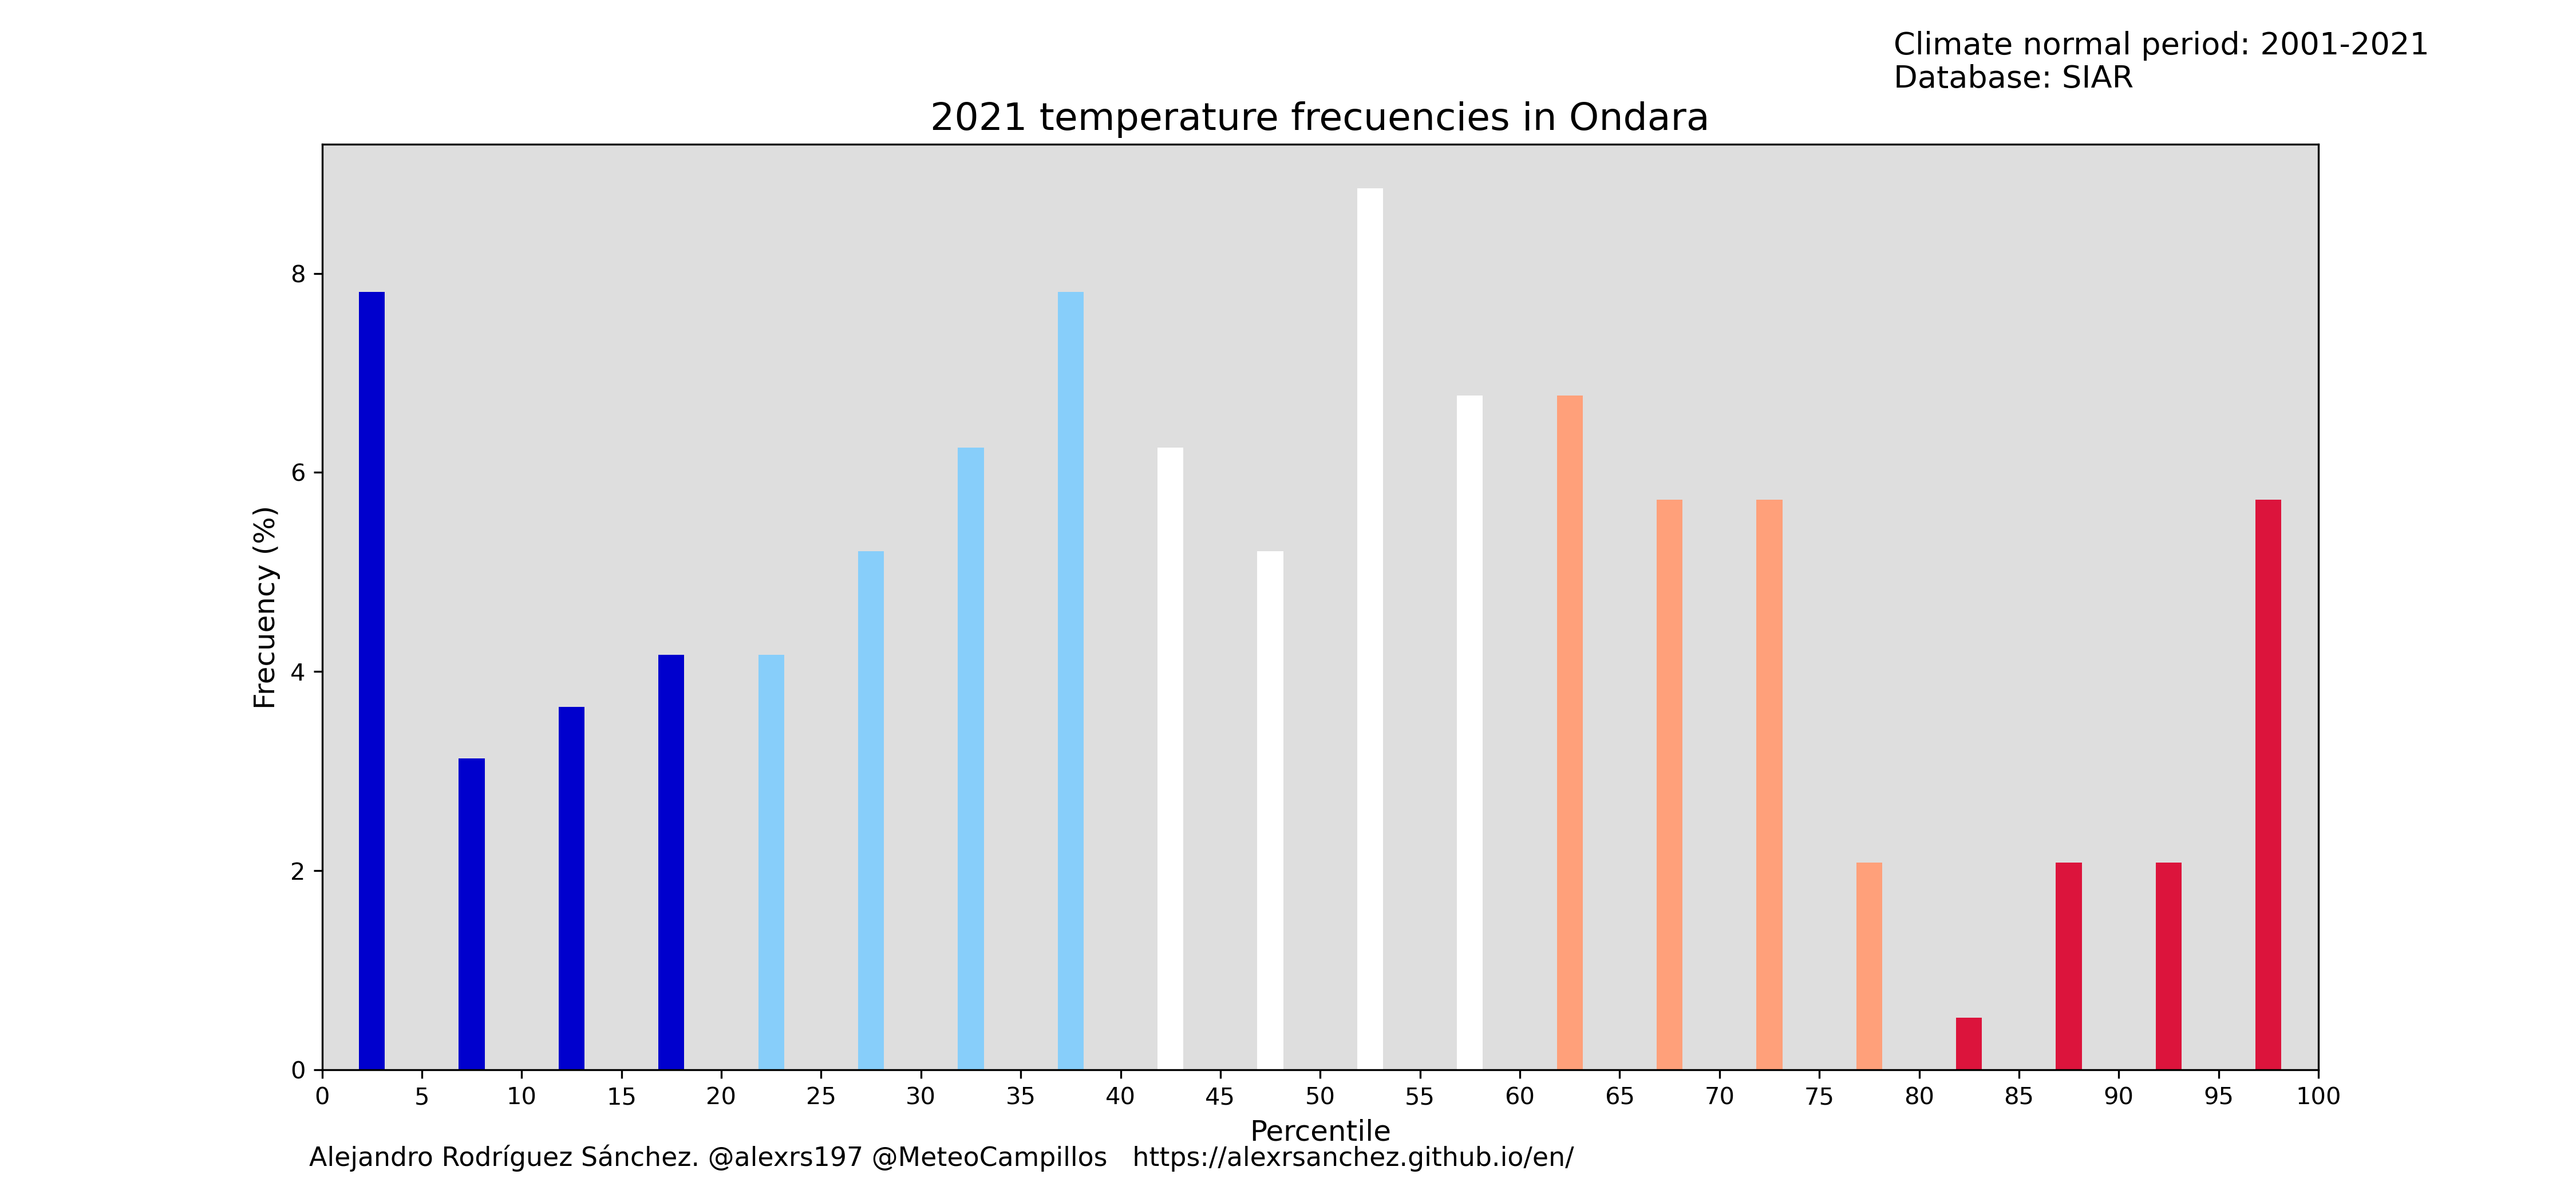 Climate normal period: 2001-2021
Database: SIAR
2021 temperature frecuencies in Ondara
Frecuency (%)
8
6
4
2
0
0 5 10 15 20 25 30 35 40 45 50 55 60 65 70 75 80 85 90 95 100
Percentile
Alejandro Rodríguez Sánchez. @alexrs197 @MeteoCampillos https://alexrsanchez.github.io/en/